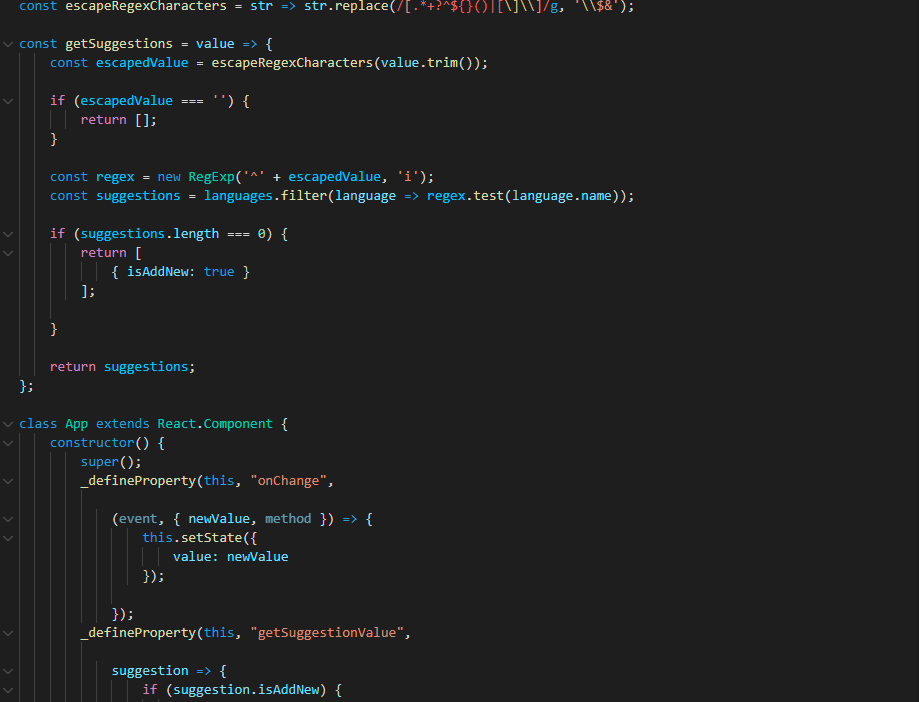 const escapeRegexCharacters = str => str.replace(/[.*+?^${}()|[\]\\]/g, '\\$&');
const getSuggestions = value => {
const escapedValue = escapeRegexCharacters(value.trim());
if (escapedValue === '') {
return [];
}
const regex = new RegExp('^' + escapedValue, 'i');
const suggestions = languages.filter(language => regex.test(language.name));
if (suggestions.length === 0) {
return [
{ isAddNew: true }
];
}
return suggestions;
};
class App extends React.Component {
constructor() {
super();
_defineProperty(this, "onChange",
(event, { newValue, method }) => {
this.setState({
value: newValue
});
});
_defineProperty(this, "getSuggestionValue",
suggestion => {
if (suggestion.isAddNew) {